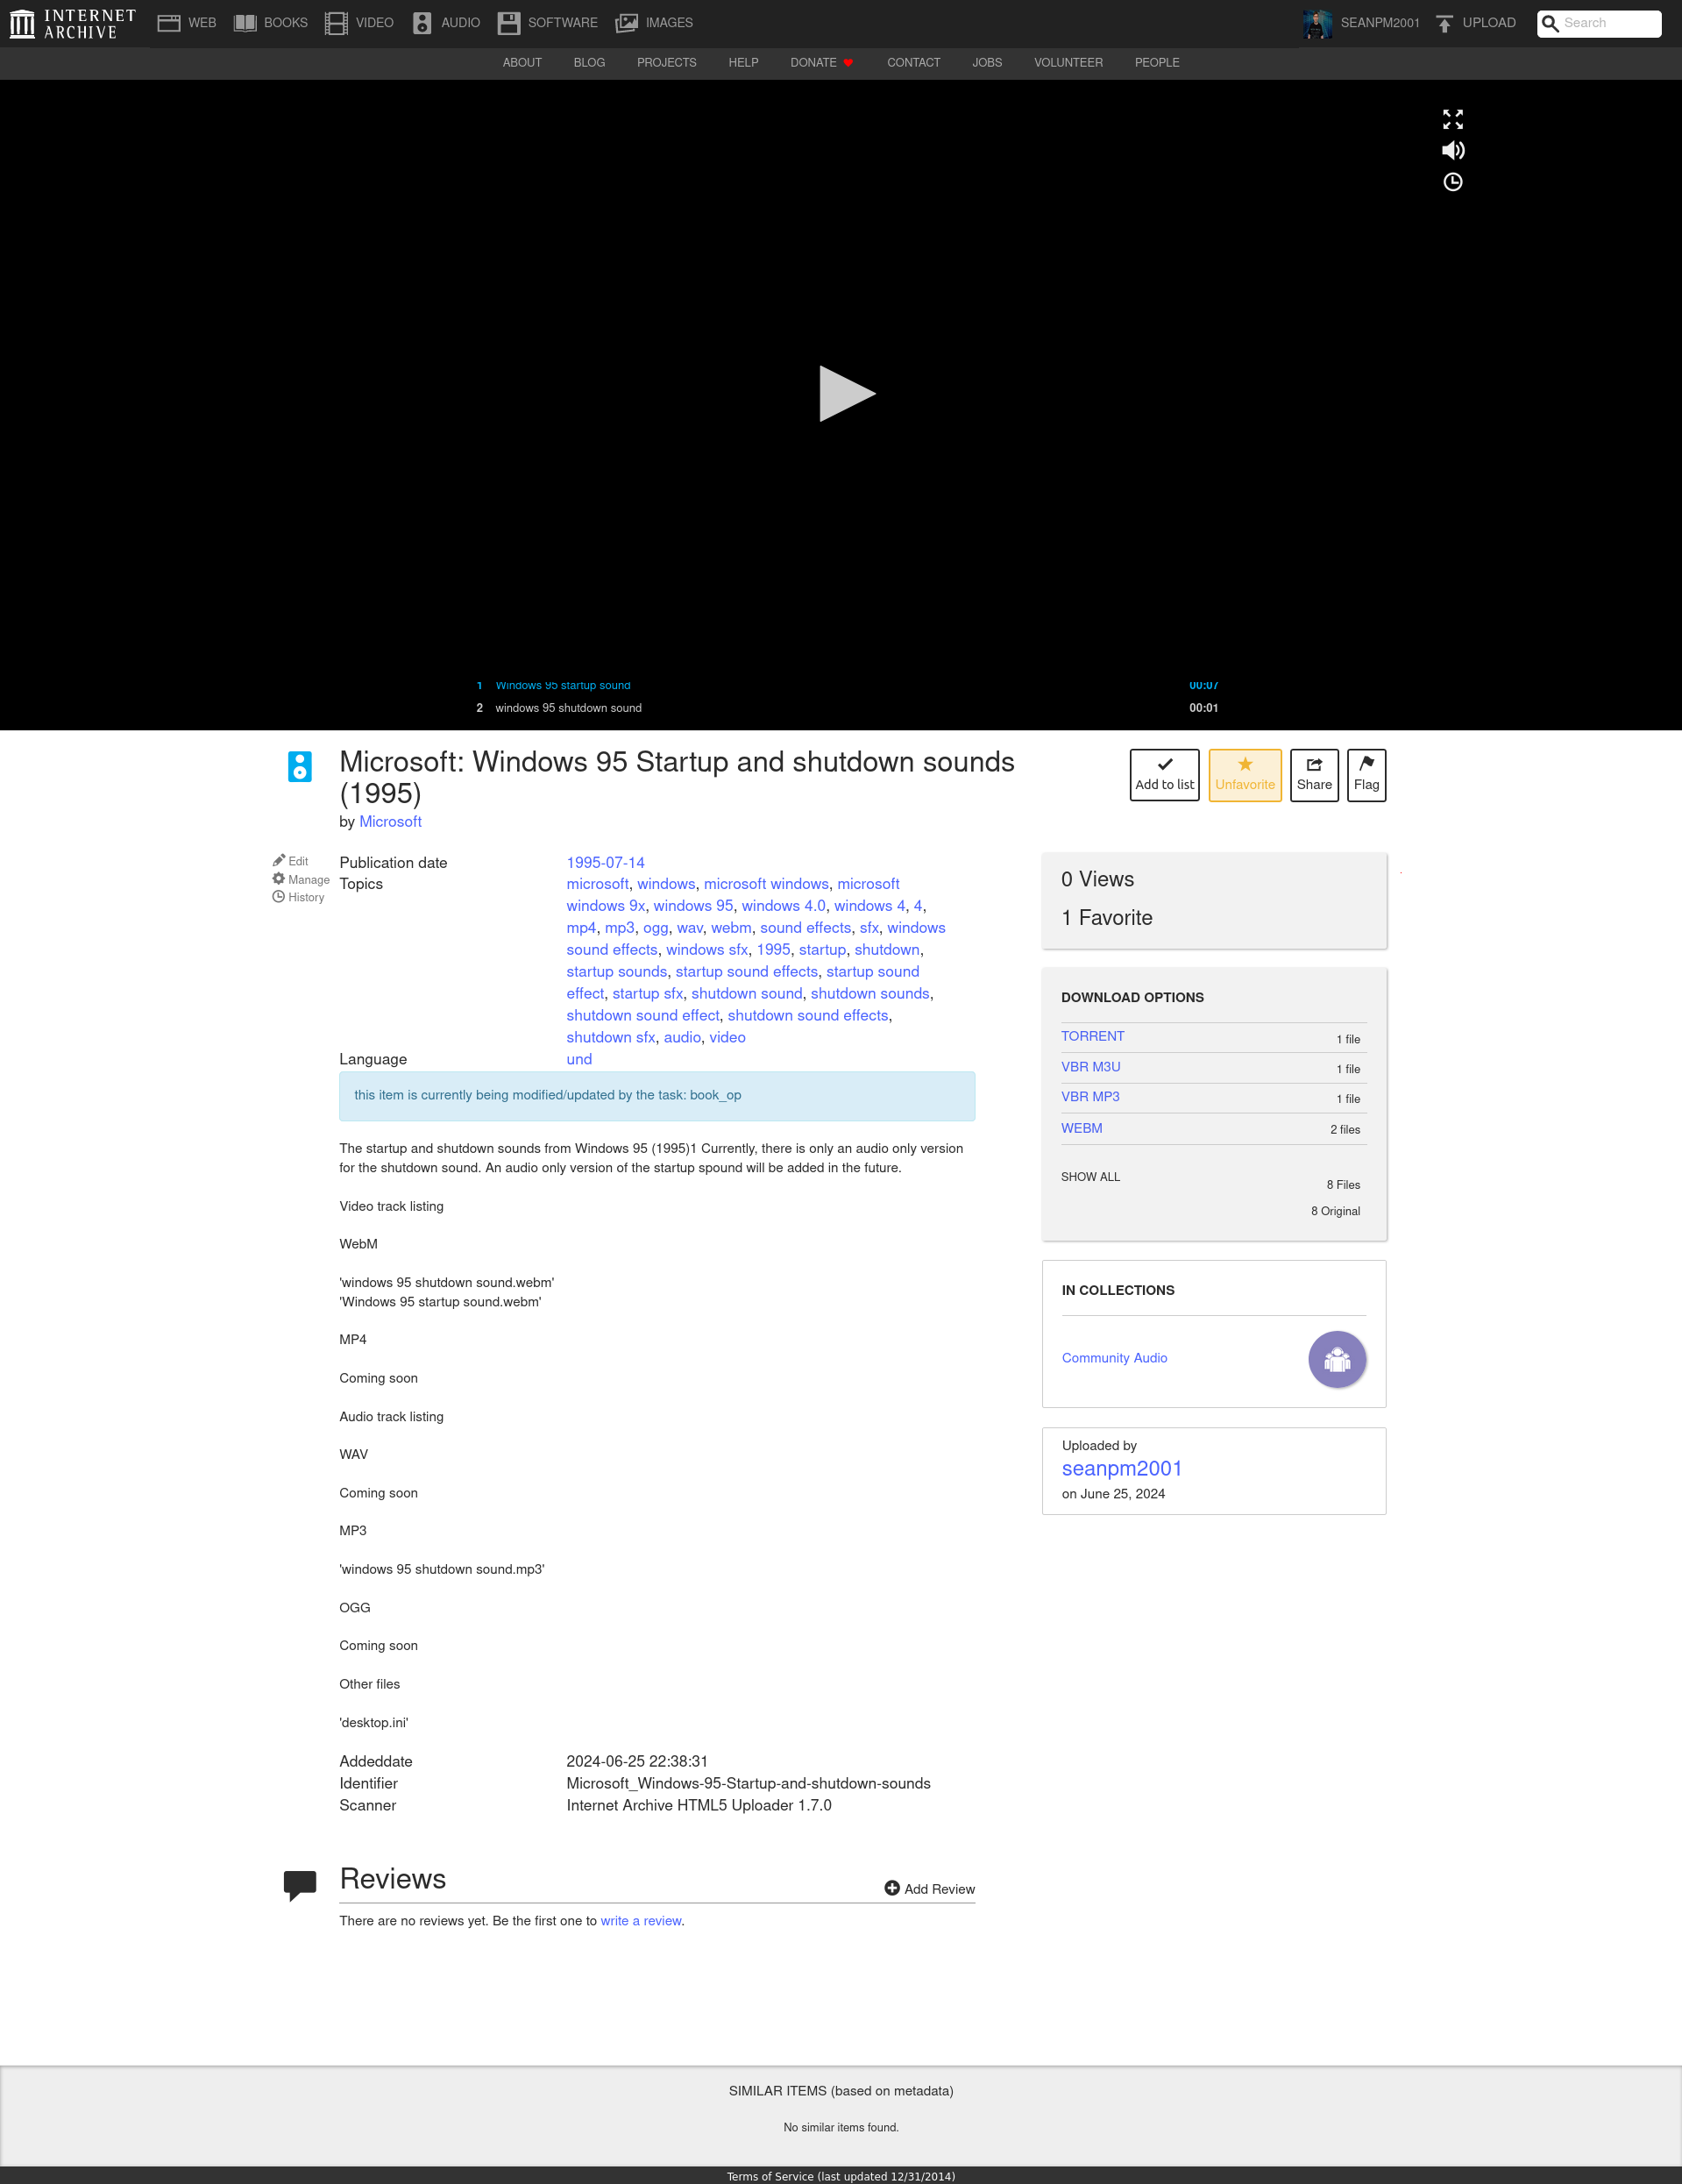 INTERNET ARCHIVE WEB BOOKS VIDEO AUDIO SOFTWARE IMAGES SEANPM2001 UPLOAD Search
ABOUT BLOG PROJECTS HELP DONATE CONTACT JOBS VOLUNTEER PEOPLE
1 Windows 95 startup sound 00:07
2 windows 95 shutdown sound 00:01
Microsoft: Windows 95 Startup and shutdown sounds
(1995)
by Microsoft
Add to list
Unfavorite
Share
Flag
Edit
Manage
History
Publication date 1995-07-14
Topics microsoft, windows, microsoft windows, microsoft
windows 9x, windows 95, windows 4.0, windows 4, 4,
mp4, mp3, ogg, wav, webm, sound effects, sfx, windows
sound effects, windows sfx, 1995, startup, shutdown,
startup sounds, startup sound effects, startup sound
effect, startup sfx, shutdown sound, shutdown sounds,
shutdown sound effect, shutdown sound effects,
shutdown sfx, audio, video
Language und
this item is currently being modified/updated by the task: book_op
The startup and shutdown sounds from Windows 95 (1995)1 Currently, there is only an audio only version
for the shutdown sound. An audio only version of the startup spound will be added in the future.
Video track listing
WebM
'windows 95 shutdown sound.webm'
'Windows 95 startup sound.webm'
MP4
Coming soon
Audio track listing
WAV
Coming soon
MP3
'windows 95 shutdown sound.mp3'
OGG
Coming soon
Other files
'desktop.ini'
Addeddate 2024-06-25 22:38:31
Identifier Microsoft_Windows-95-Startup-and-shutdown-sounds
Scanner Internet Archive HTML5 Uploader 1.7.0
0 Views
1 Favorite
DOWNLOAD OPTIONS
TORRENT 1 file
VBR M3U 1 file
VBR MP3 1 file
WEBM 2 files
SHOW ALL 8 Files
8 Original
IN COLLECTIONS
Community Audio
Uploaded by
seanpm2001
on June 25, 2024
Reviews
Add Review
There are no reviews yet. Be the first one to write a review.
SIMILAR ITEMS (based on metadata)
No similar items found.
Terms of Service (last updated 12/31/2014)